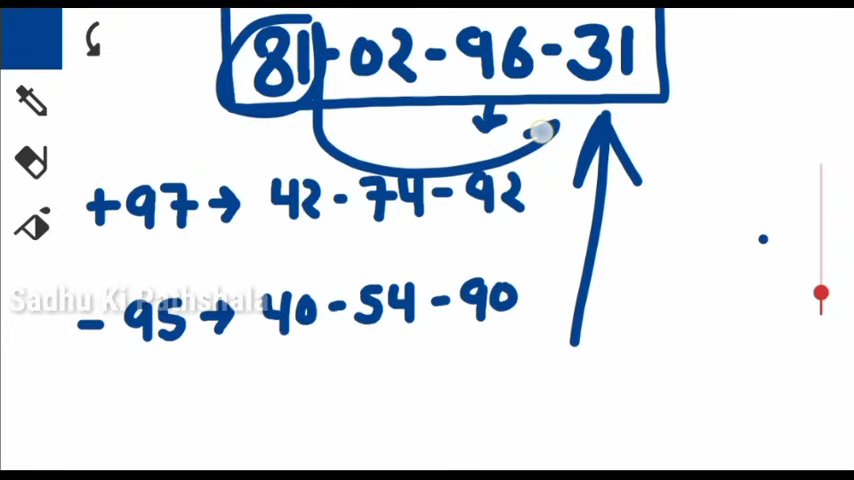 81-02-96-31
+97→ 42-74-92
Sadhu Ki Pathshala
- 95→ 40-54-90